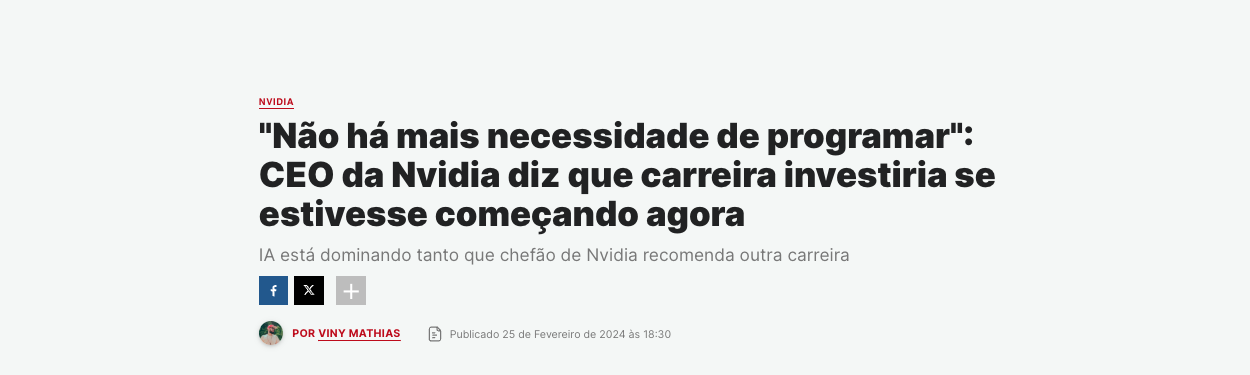 NVIDIA
"Não há mais necessidade de programar":
CEO da Nvidia diz que carreira investiria se
estivesse começando agora
IA está dominando tanto que chefão de Nvidia recomenda outra carreira
POR VINY MATHIAS
Publicado 25 de Fevereiro de 2024 às 18:30